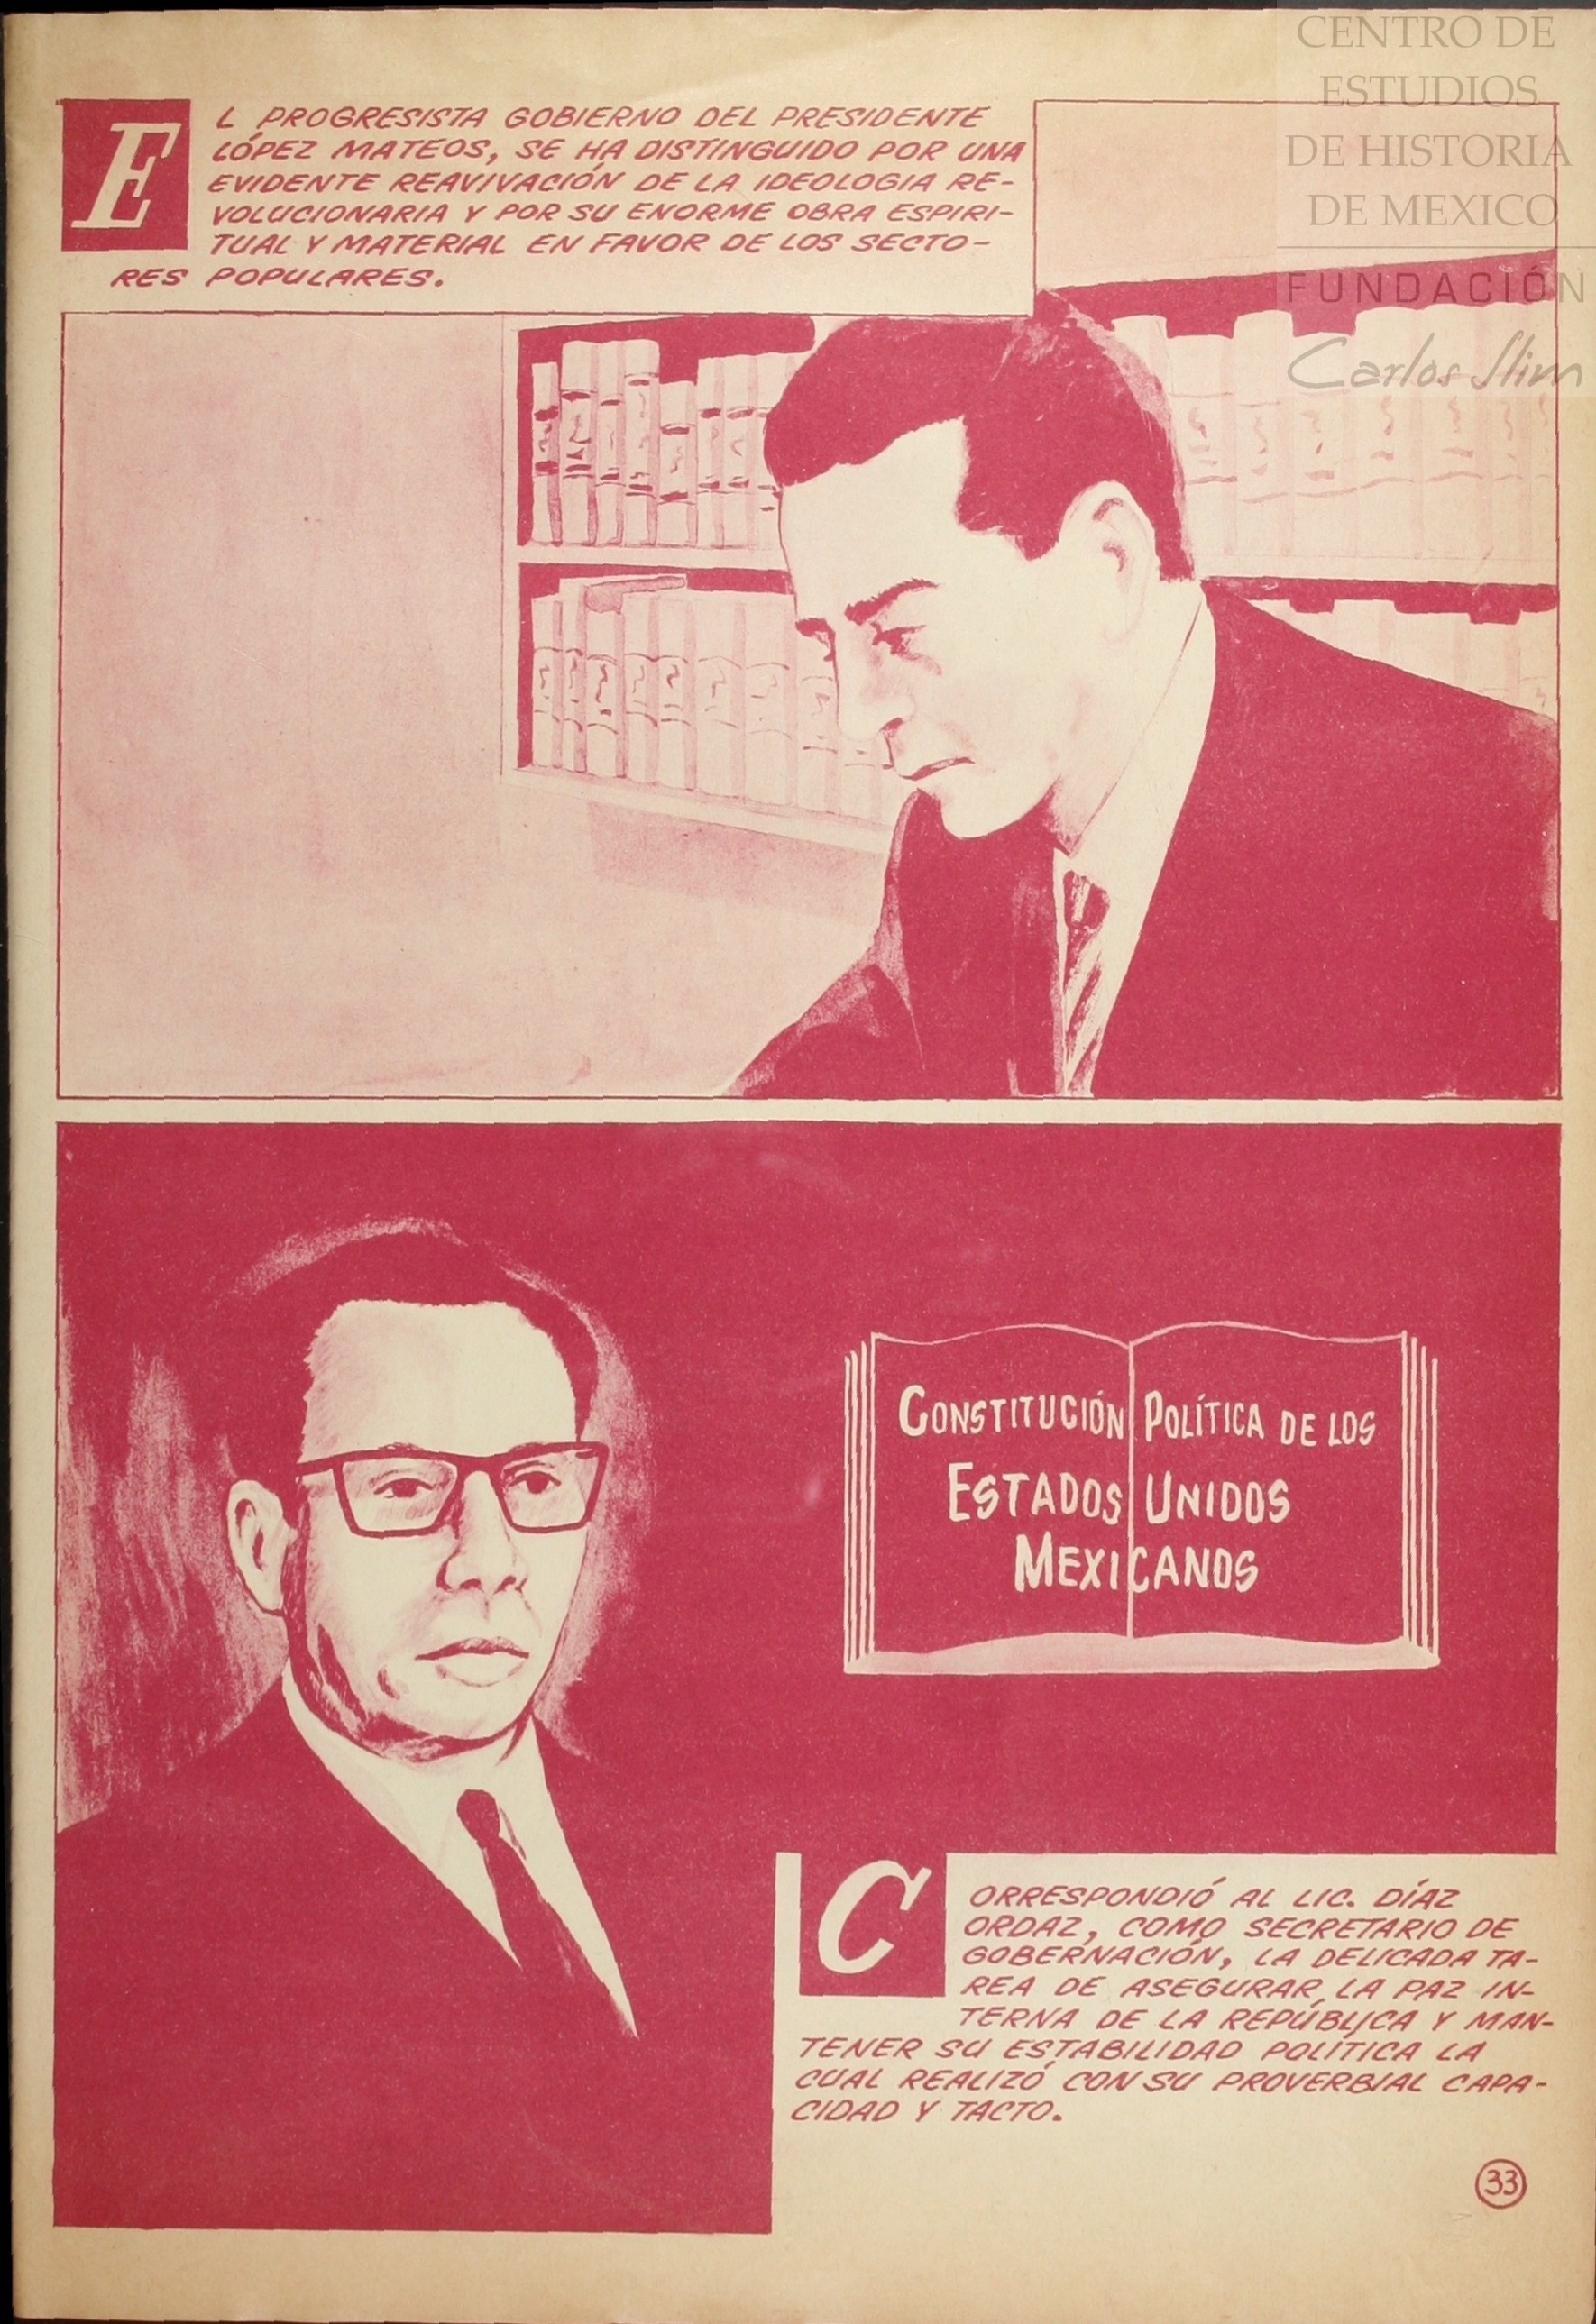 CENTRO DE
ESTUDIOS
DE HISTORIA
DE MEXICO
FUNDACIÓN
Carlos Slim
EL PROGRESISTA GOBIERNO DEL PRESIDENTE
LÓPEZ MATEOS, SE HA DISTINGUIDO POR UNA
EVIDENTE REAVIVACIÓN DE LA IDEOLOGIA RE-
VOLUCIONARIA Y POR SU ENORME OBRA ESPIRI-
TUAL Y MATERIAL EN FAVOR DE LOS SECTO-
RES POPULARES.
CONSTITUCIÓN POLÍTICA DE LOS
ESTADOS UNIDOS
MEXICANOS
CORRESPONDIÓ AL LIC. DÍAZ
ORDAZ, COMO SECRETARIO DE
GOBERNACIÓN, LA DELICADA TA-
REA DE ASEGURAR LA PAZ IN-
TERNA DE LA REPÚBLICA Y MAN-
TENER SU ESTABILIDAD POLÍTICA LA
CUAL REALIZÓ CON SU PROVERBIAL CAPA-
CIDAD Y TACTO.
33